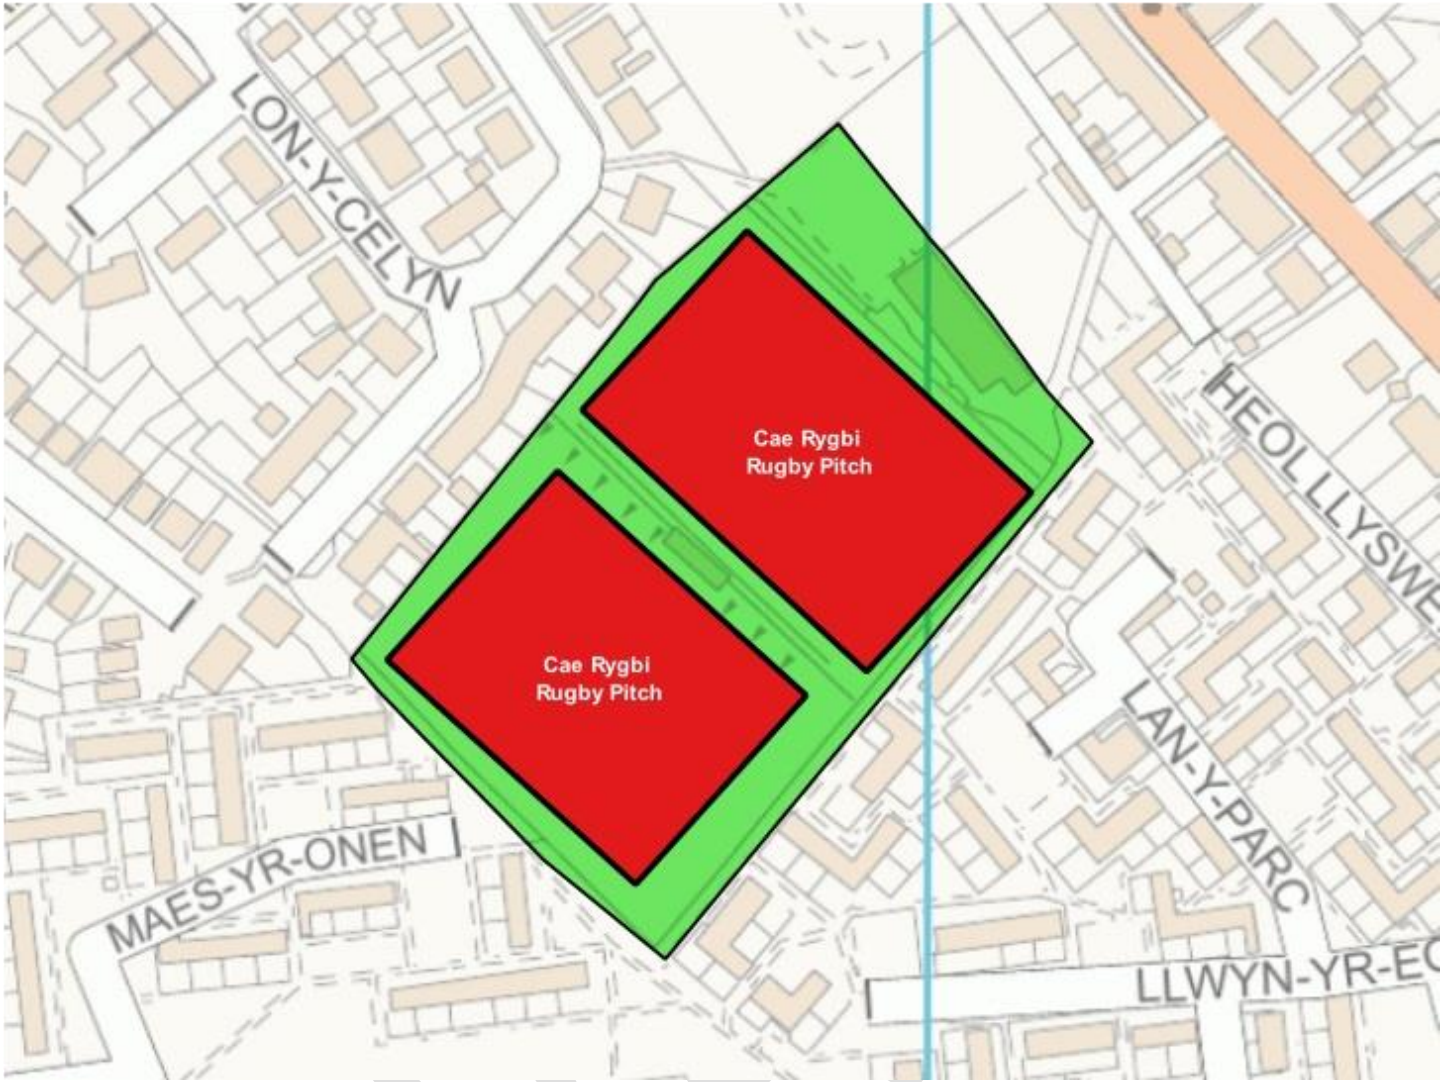 LON-Y-CELYN
Cae Rygbi
Rugby Pitch
HEOL LLYSWE
Cae Rygbi
Rugby Pitch
LAN-Y-PARC
MAES-YR-ONEN
LLWYN-YR-EO